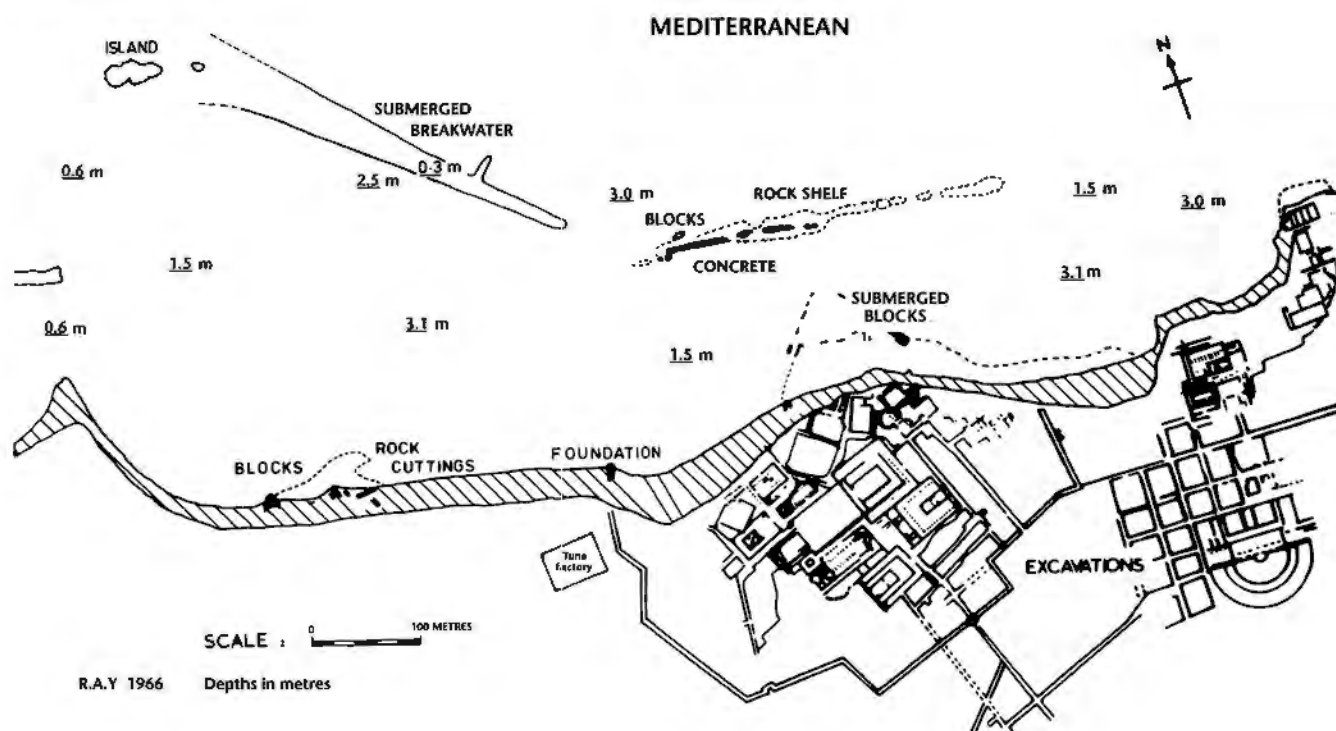 MEDITERRANEAN
ISLAND
N
SUBMERGED
BREAKWATER
0.6 m
2.5 m
0.3 m
3.0 m
ROCK SHELF
BLOCKS
1.5 m
3.0 m
1.5 m
CONCRETE
3.1 m
0.6 m
3.1 m
SUBMERGED
BLOCKS
1.5 m
BLOCKS
ROCK
CUTTINGS
FOUNDATION
Tuna
factory
EXCAVATIONS
SCALE :
0
100 METRES
R.A.Y 1966
Depths in metres